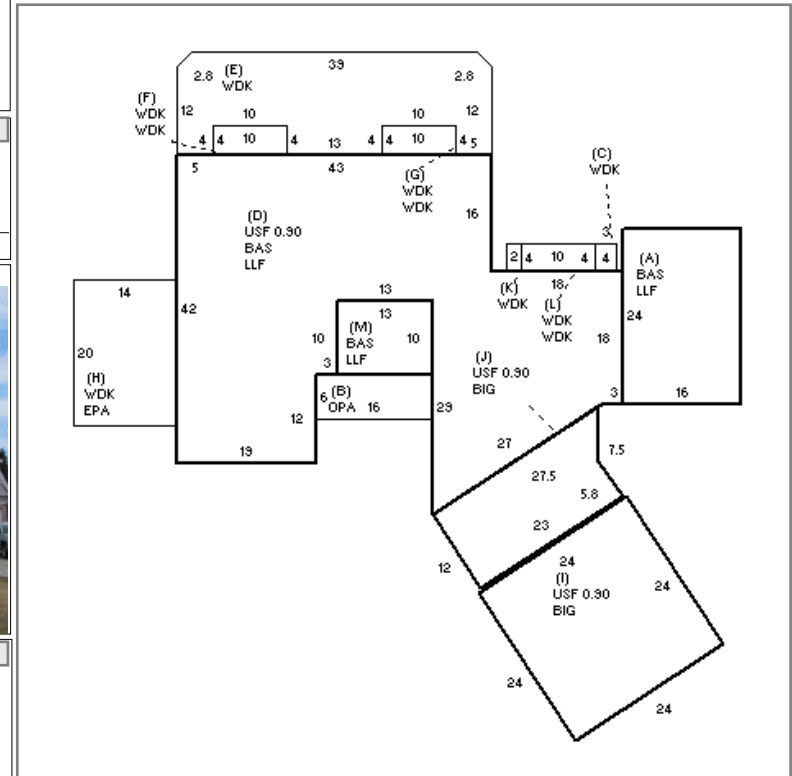 39
2.8 (E) 2.8
WDK
(F)
WDK
WDK
12 10 10 12
4 4 10 4 13 4 4 10 4 5
5 43
(G)
WDK
WDK
(C)
WDK
16
(D)
USF 0.90
BAS
LLF
3
2 4 10 4 4
(A)
BAS
LLF
(K)
WDK
18
(L)
WDK
WDK
14
42
13
13
24
20
10
(M)
BAS
LLF
10
18
(H)
WDK
EPA
3
(J)
USF 0.90
BIG
6 (B)
OPA 16
3 16
12
29
19
27
7.5
27.5
5.8
23
12
24
(I)
USF 0.90
BIG
24
24
24